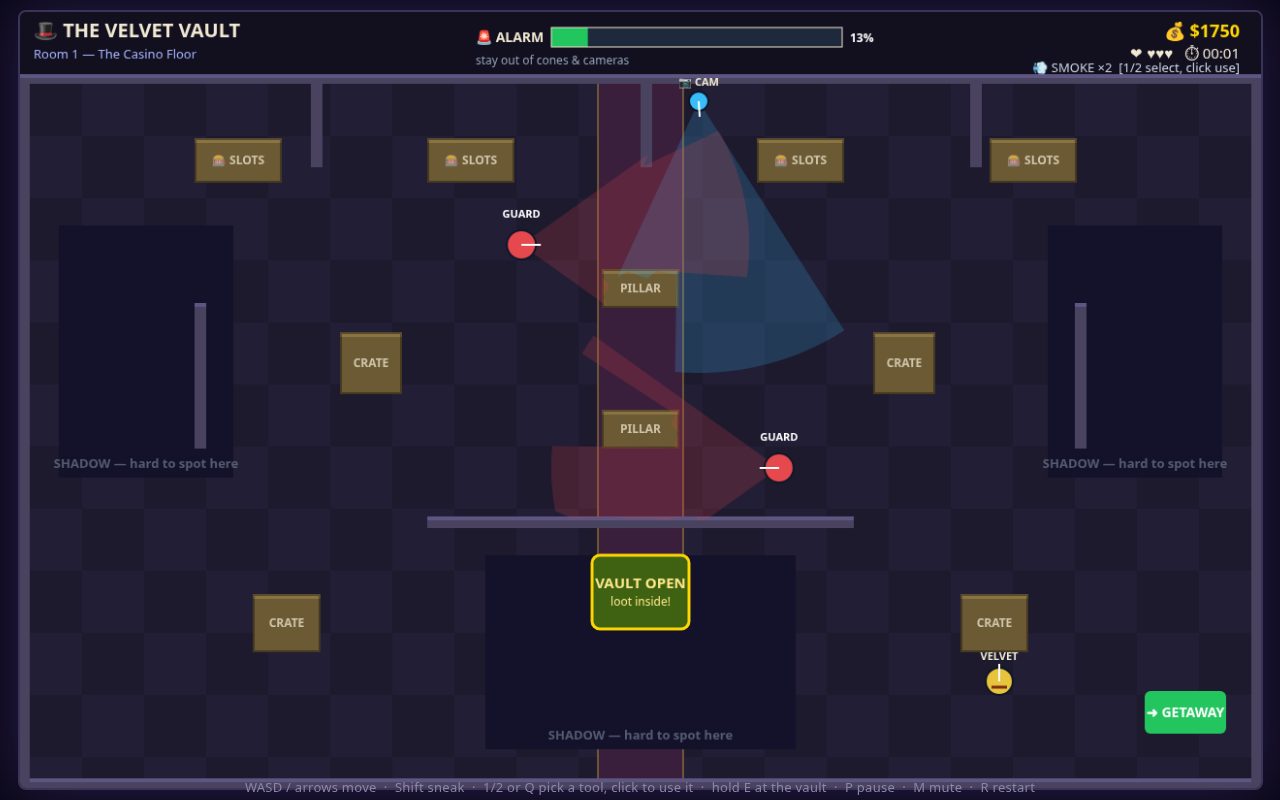 THE VELVET VAULT
Room 1 — The Casino Floor
ALARM
13%
stay out of cones & cameras
$1750
00:01
SMOKE ×2 [1/2 select, click use]
CAM
SLOTS
SLOTS
SLOTS
SLOTS
GUARD
PILLAR
CRATE
CRATE
PILLAR
GUARD
SHADOW — hard to spot here
SHADOW — hard to spot here
VAULT OPEN
loot inside!
CRATE
CRATE
VELVET
➜ GETAWAY
SHADOW — hard to spot here
WASD / arrows move · Shift sneak · 1/2 or Q pick a tool, click to use it · hold E at the vault · P pause · M mute · R restart